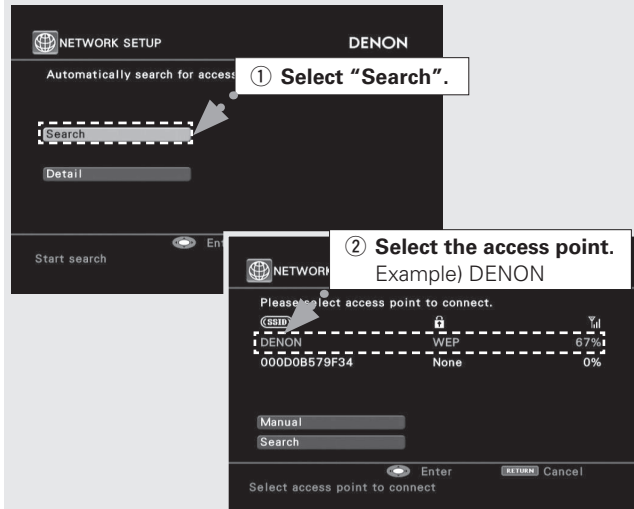 NETWORK SETUP
DENON
Automatically search for acces
① Select “Search”.
Search
Detail
Start search
② Select the access point.
Example) DENON
Please select access point to connect.
SSID
DENON WEP 67%
000D0B579F34 None 0%
Manual
Search
Enter RETURN Cancel
Select access point to connect